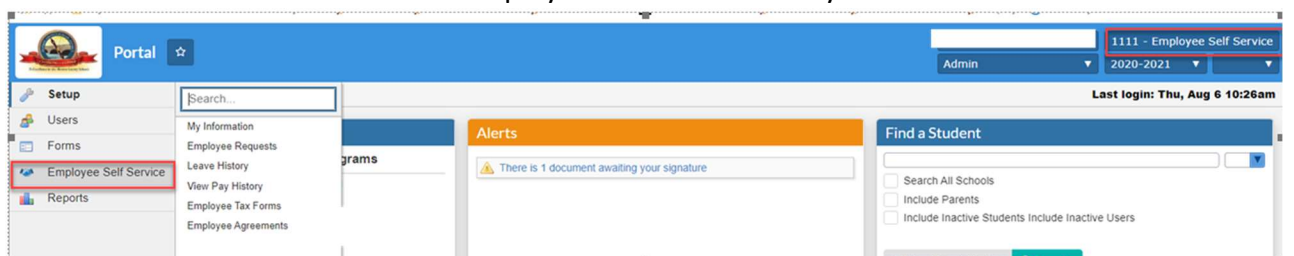 Portal
1111 - Employee Self Service
Admin
2020-2021
Setup
Last login: Thu, Aug 6 10:26am
Users
Forms
Employee Self Service
Reports
Search...
My Information
Employee Requests
Leave History
View Pay History
Employee Tax Forms
Employee Agreements
grams
Alerts
There is 1 document awaiting your signature
Find a Student
Search All Schools
Include Parents
Include Inactive Students Include Inactive Users